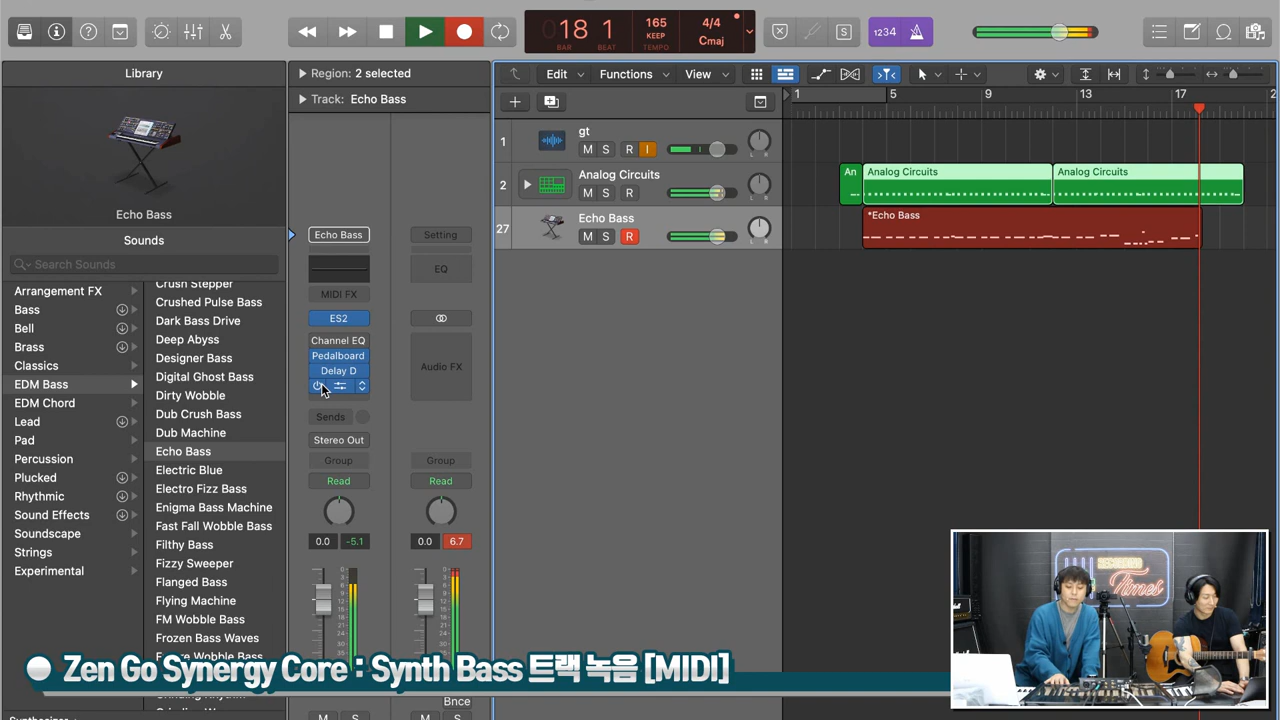 18 1
BAR BEAT
165
KEEP
TEMPO
4/4
Cmaj
S
1234
Library
Echo Bass
Sounds
Search Sounds
Arrangement FX
Bass
Bell
Brass
Classics
EDM Bass
EDM Chord
Lead
Pad
Percussion
Plucked
Rhythmic
Sound Effects
Soundscape
Strings
Experimental
Crush Stepper
Crushed Pulse Bass
Dark Bass Drive
Deep Abyss
Designer Bass
Digital Ghost Bass
Dirty Wobble
Dub Crush Bass
Dub Machine
Echo Bass
Electric Blue
Electro Fizz Bass
Enigma Bass Machine
Fast Fall Wobble Bass
Filthy Bass
Fizzy Sweeper
Flanged Bass
Flying Machine
FM Wobble Bass
Frozen Bass Waves
Region: 2 selected
Track: Echo Bass
Echo Bass
MIDI FX
ES2
Channel EQ
Pedalboard
Delay D
Sends
Stereo Out
Group
Read
0.0 -5.1
Setting
EQ
Audio FX
Group
Read
0.0 6.7
Bnce
M S
M S
Edit Functions View
1 5 9 13 17 2
1 gt
M S R I
L R
2 Analog Circuits
M S R
L R
27 Echo Bass
M S R
L R
An
Analog Circuits
Analog Circuits
*Echo Bass
Times
Zen Go Synergy Core : Synth Bass 트랙 녹음 [MIDI]